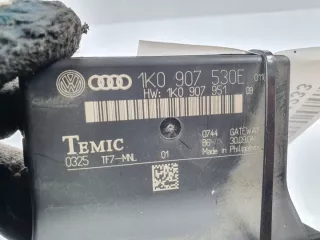 1K0 907 530E
HW: 1K0 907 951
TEMIC
0325 TF7-MNL 01
0744 GATEWAY
Made in Philippines